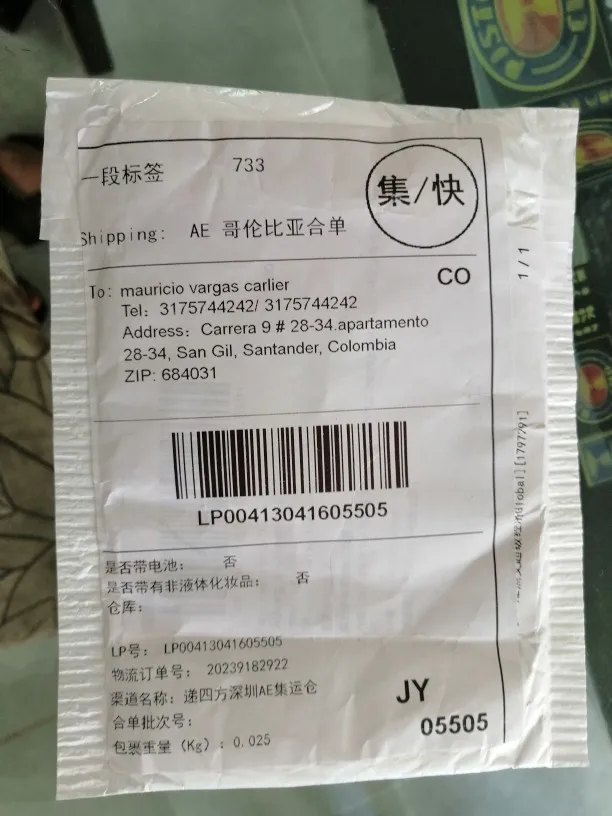 一段标签 733
集/快
Shipping: AE 哥伦比亚合单
CO
1/1
To: mauricio vargas carlier
Tel: 3175744242/ 3175744242
Address: Carrera 9 # 28-34.apartamento
28-34, San Gil, Santander, Colombia
ZIP: 684031
LP00413041605505
是否带电池: 否
是否带有非液体化妆品: 否
仓库:
LP号: LP00413041605505
物流订单号: 20239182922
渠道名称: 递四方深圳AE集运仓
合单批次号:
包裹重量（Kg）: 0.025
JY
05505
Global][1797791]